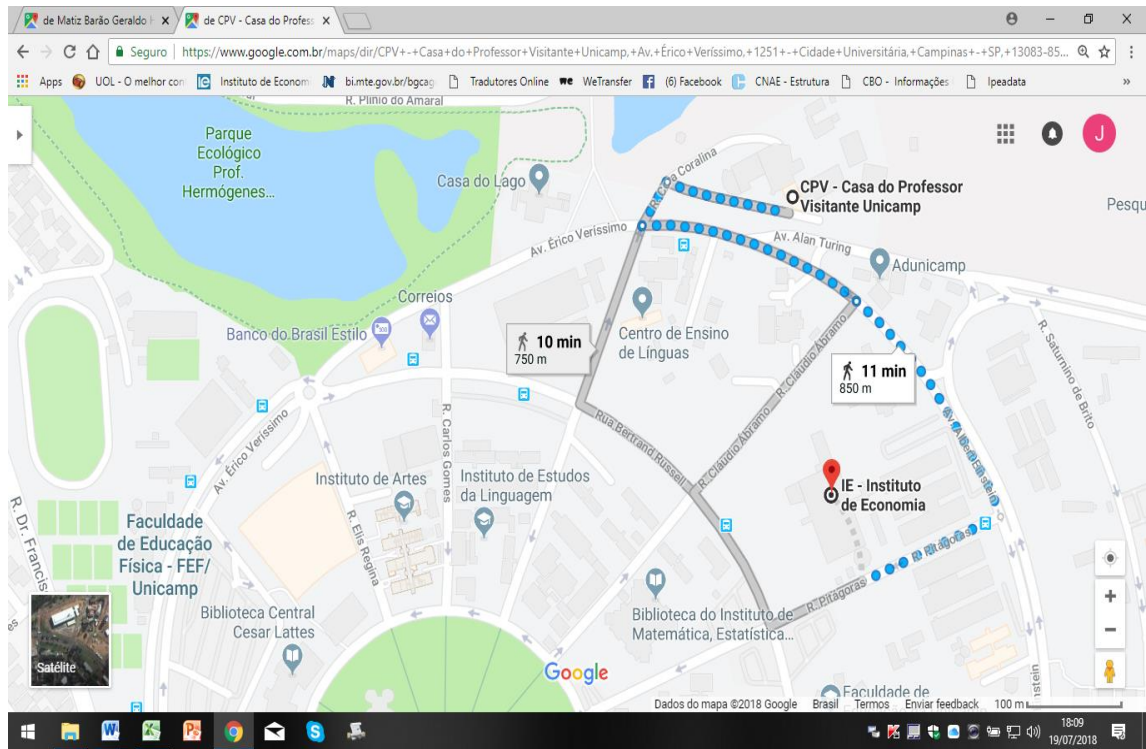 de Matiz Barão Geraldo H
de CPV - Casa do Profess
Seguro
https://www.google.com.br/maps/dir/CPV+-+Casa+do+Professor+Visitante+Unicamp,+Av.+Érico+Veríssimo,+1251+-+Cidade+Universitária,+Campinas+-+SP,+13083-85...
Apps
UOL - O melhor con
Instituto de Econom
bi.mte.gov.br/bgcag
Tradutores Online
WeTransfer
(6) Facebook
CNAE - Estrutura
CBO - Informações
Ipeadata
»
R. Plínio do Amaral
Parque
Ecológico
Prof.
Hermógenes...
J
Casa do Lago
R. Cora Coralina
CPV - Casa do Professor
Visitante Unicamp
Pesqu
Av. Érico Veríssimo
Av. Alan Turing
Adunicamp
Correios
Banco do Brasil Estilo
10 min
750 m
Centro de Ensino
de Línguas
11 min
850 m
R. Cláudio Abramo
R. Saturnino de Brito
Av. Érico Veríssimo
R. Carlos Gomes
Rua Bertrand Russell
R. Cláudio Abramo
Av. Albert Einstein
Instituto de Artes
Instituto de Estudos
da Linguagem
IE - Instituto
de Economia
R. Dr. Francis
Faculdade
de Educação
Física - FEF/
Unicamp
R. Elis Regina
R. Pitágoras
R. Pitágoras
Biblioteca Central
Cesar Lattes
Biblioteca do Instituto de
Matemática, Estatística...
Satélite
Google
Faculdade de
nstein
Dados do mapa ©2018 Google
Brasil
Termos
Enviar feedback
100 m
18:09
19/07/2018